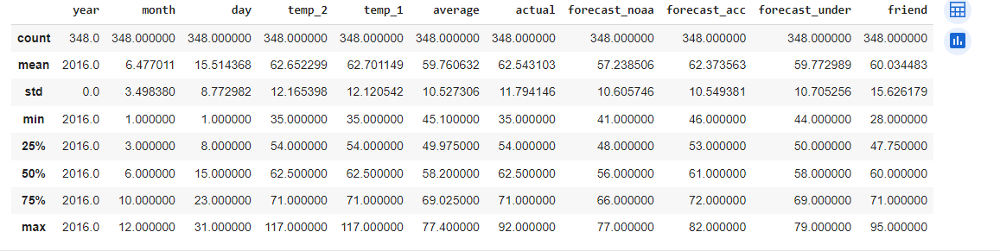 year month day temp_2 temp_1 average actual forecast_noaa forecast_acc forecast_under friend
count 348.0 348.000000 348.000000 348.000000 348.000000 348.000000 348.000000 348.000000 348.000000 348.000000 348.000000
mean 2016.0 6.477011 15.514368 62.652299 62.701149 59.760632 62.543103 57.238506 62.373563 59.772989 60.034483
std 0.0 3.498380 8.772982 12.165398 12.120542 10.527306 11.794146 10.605746 10.549381 10.705256 15.626179
min 2016.0 1.000000 1.000000 35.000000 35.000000 45.100000 35.000000 41.000000 46.000000 44.000000 28.000000
25% 2016.0 3.000000 8.000000 54.000000 54.000000 49.975000 54.000000 48.000000 53.000000 50.000000 47.750000
50% 2016.0 6.000000 15.000000 62.500000 62.500000 58.200000 62.500000 56.000000 61.000000 58.000000 60.000000
75% 2016.0 10.000000 23.000000 71.000000 71.000000 69.025000 71.000000 66.000000 72.000000 69.000000 71.000000
max 2016.0 12.000000 31.000000 117.000000 117.000000 77.400000 92.000000 77.000000 82.000000 79.000000 95.000000